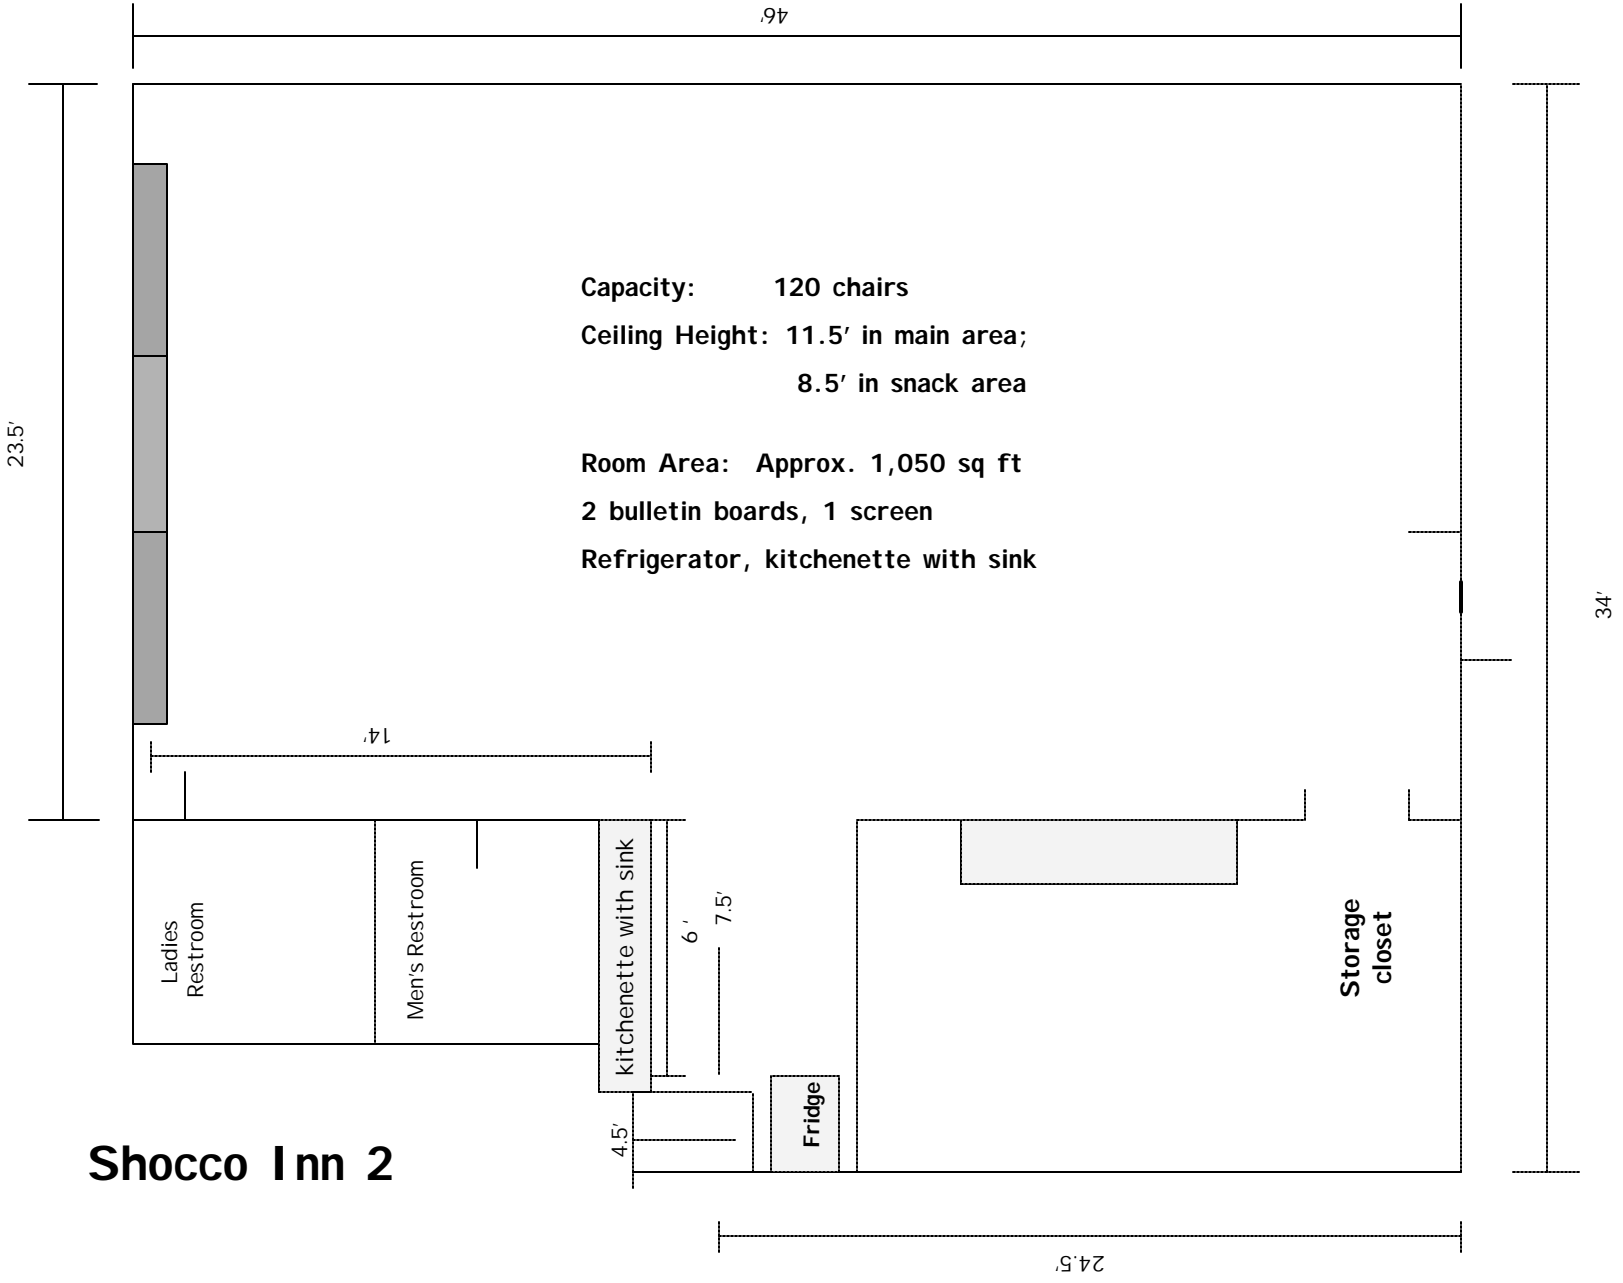 46'
23.5'
Capacity: 120 chairs
Ceiling Height: 11.5' in main area;
8.5' in snack area
Room Area: Approx. 1,050 sq ft
2 bulletin boards, 1 screen
Refrigerator, kitchenette with sink
34'
14'
Ladies
Restroom
Men's Restroom
kitchenette with sink
6 '
7.5'
Storage
closet
Fridge
4.5'
Shocco Inn 2
24.5'